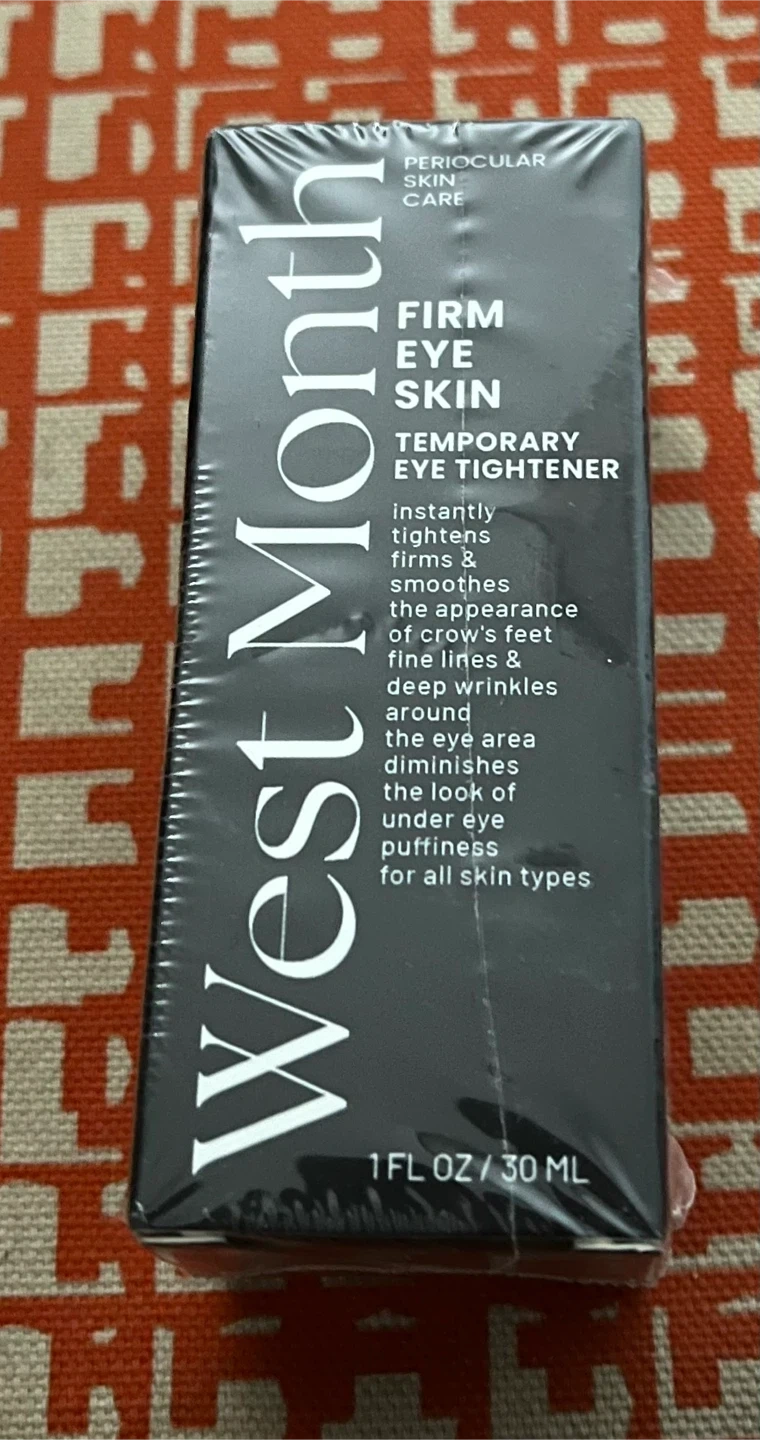 West Month
PERIOCULAR
SKIN
CARE
FIRM
EYE
SKIN
TEMPORARY
EYE TIGHTENER
instantly
tightens
firms &
smoothes
the appearance
of crow's feet
fine lines &
deep wrinkles
around
the eye area
diminishes
the look of
under eye
puffiness
for all skin types
1 FL OZ / 30 ML